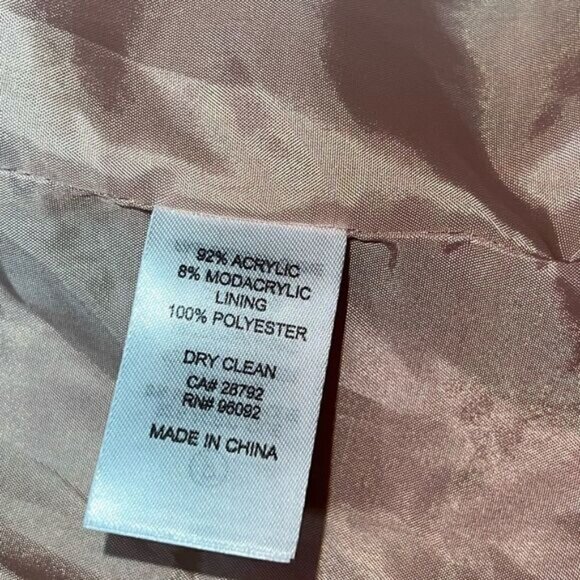 92% ACRYLIC
8% MODACRYLIC
LINING
100% POLYESTER
DRY CLEAN
CA# 28792
RN# 96092
MADE IN CHINA